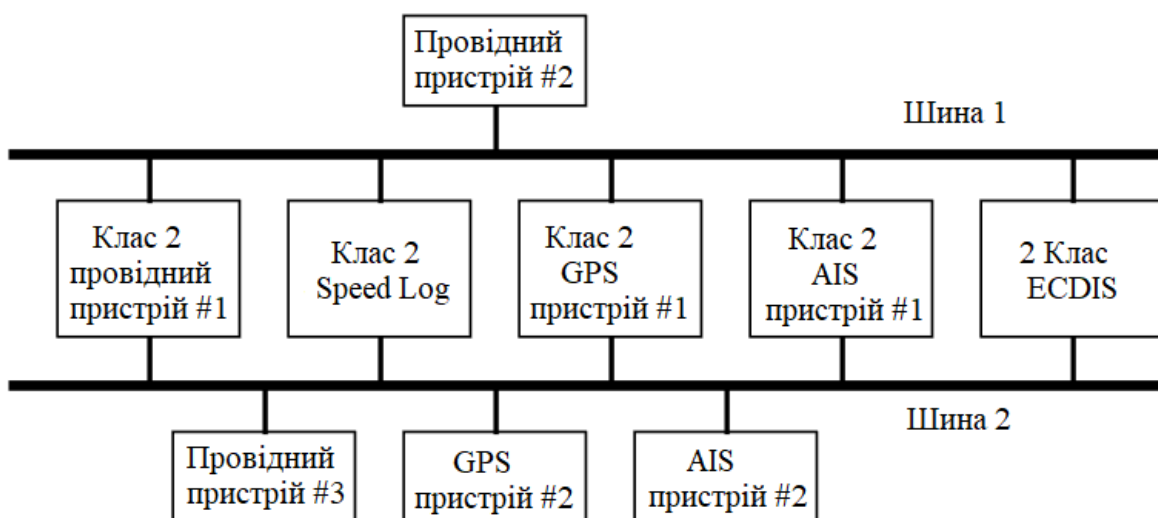 Провідний
пристрій #2
Шина 1
Клас 2
провідний
пристрій #1
Клас 2
Speed Log
Клас 2
GPS
пристрій #1
Клас 2
AIS
пристрій #1
2 Клас
ECDIS
Шина 2
Провідний
пристрій #3
GPS
пристрій #2
AIS
пристрій #2